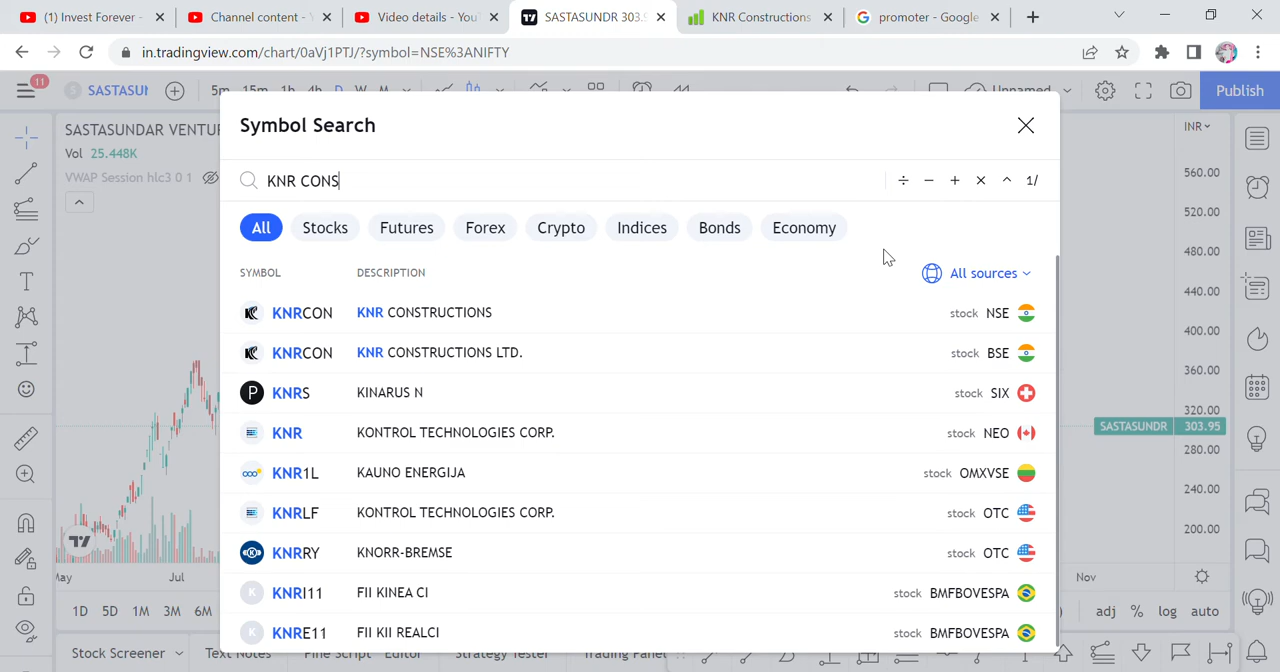 (1) Invest Forever -
Channel content -
Video details - You
SASTASUNDR 303.9
KNR Constructions
promoter - Google
in.tradingview.com/chart/0aVj1PTJ/?symbol=NSE%3ANIFTY
11
SASTASUN
5m 15m 1h 4h D W M
Unnamed
Publish
SASTASUNDAR VENTUR
Vol 25.448K
VWAP Session hlc3 0 1
Symbol Search
KNR CONS
÷ − + × ^ 1/
All Stocks Futures Forex Crypto Indices Bonds Economy
SYMBOL DESCRIPTION All sources
KNRCON KNR CONSTRUCTIONS stock NSE
KNRCON KNR CONSTRUCTIONS LTD. stock BSE
P KNRS KINARUS N stock SIX
KNR KONTROL TECHNOLOGIES CORP. stock NEO
KNR1L KAUNO ENERGIJA stock OMXVSE
KNRLF KONTROL TECHNOLOGIES CORP. stock OTC
KNRRY KNORR-BREMSE stock OTC
K KNRI11 FII KINEA CI stock BMFBOVESPA
K KNRE11 FII KII REALCI stock BMFBOVESPA
INR
560.00
520.00
480.00
440.00
400.00
360.00
320.00
SASTASUNDR 303.95
280.00
240.00
200.00
May Jul Nov
1D 5D 1M 3M 6M
adj % log auto
Stock Screener Text Notes Pine Script Editor Strategy Tester Trading Panel